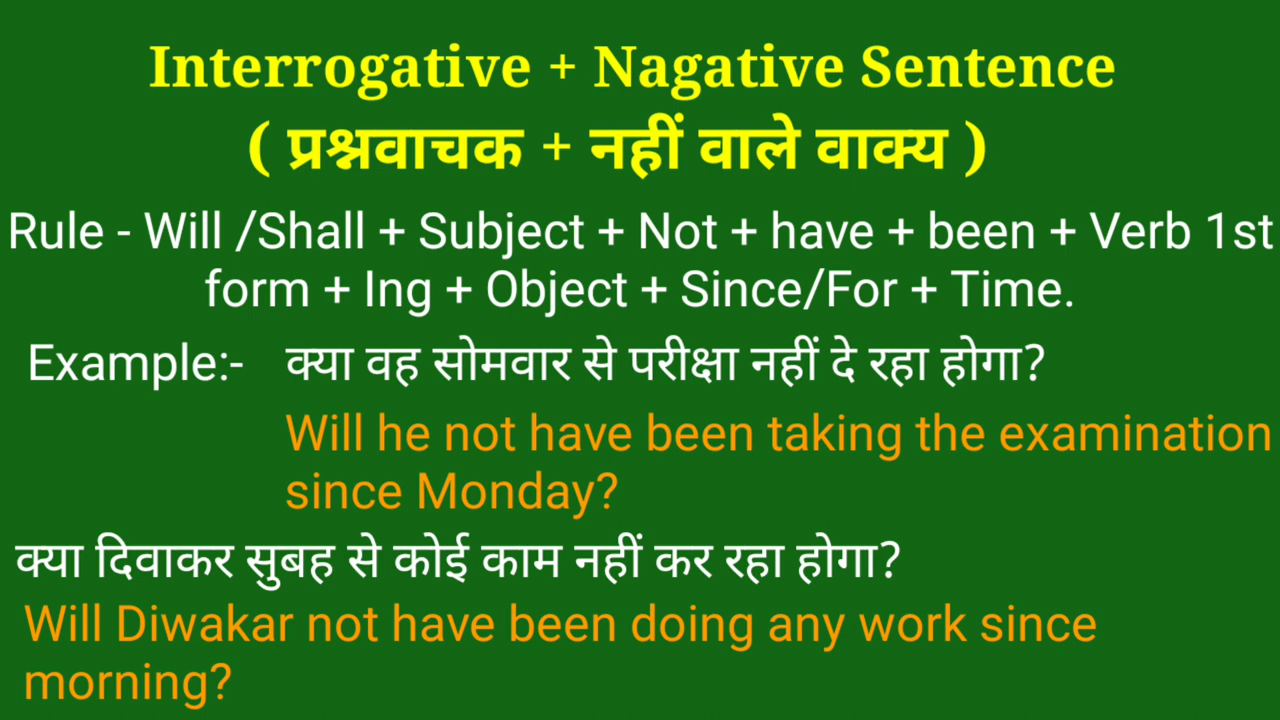 Interrogative + Nagative Sentence
( प्रश्नवाचक + नहीं वाले वाक्य )
Rule - Will /Shall + Subject + Not + have + been + Verb 1st
form + Ing + Object + Since/For + Time.
Example:- क्या वह सोमवार से परीक्षा नहीं दे रहा होगा?
Will he not have been taking the examination
since Monday?
क्या दिवाकर सुबह से कोई काम नहीं कर रहा होगा?
Will Diwakar not have been doing any work since
morning?